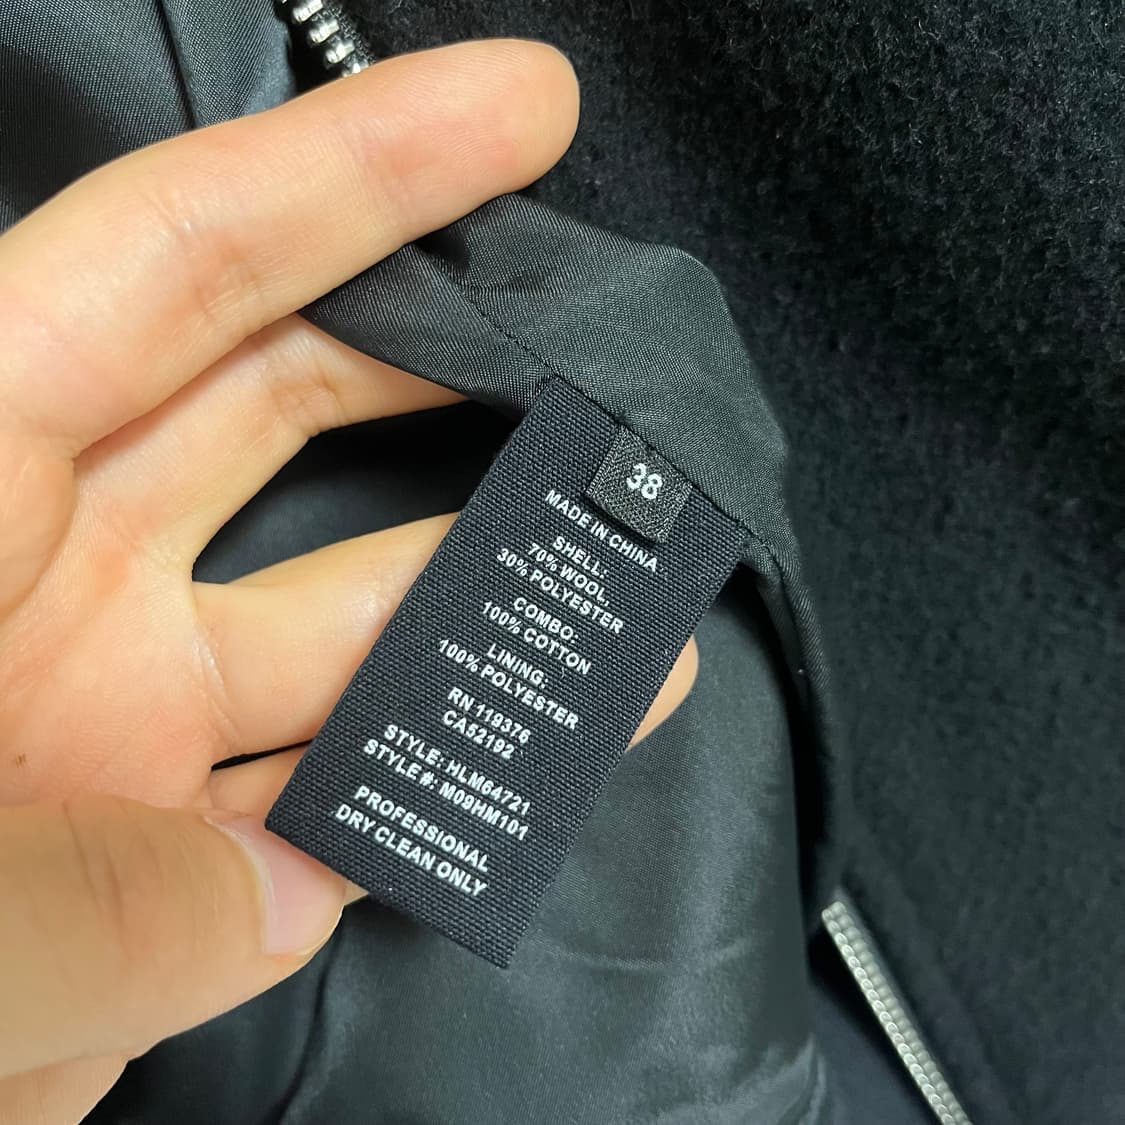 38
MADE IN CHINA
SHELL:
70% WOOL,
30% POLYESTER
COMBO:
100% COTTON
LINING:
100% POLYESTER
RN 119376
CA52192
STYLE: HLM64721
STYLE #: M09HM101
PROFESSIONAL
DRY CLEAN ONLY